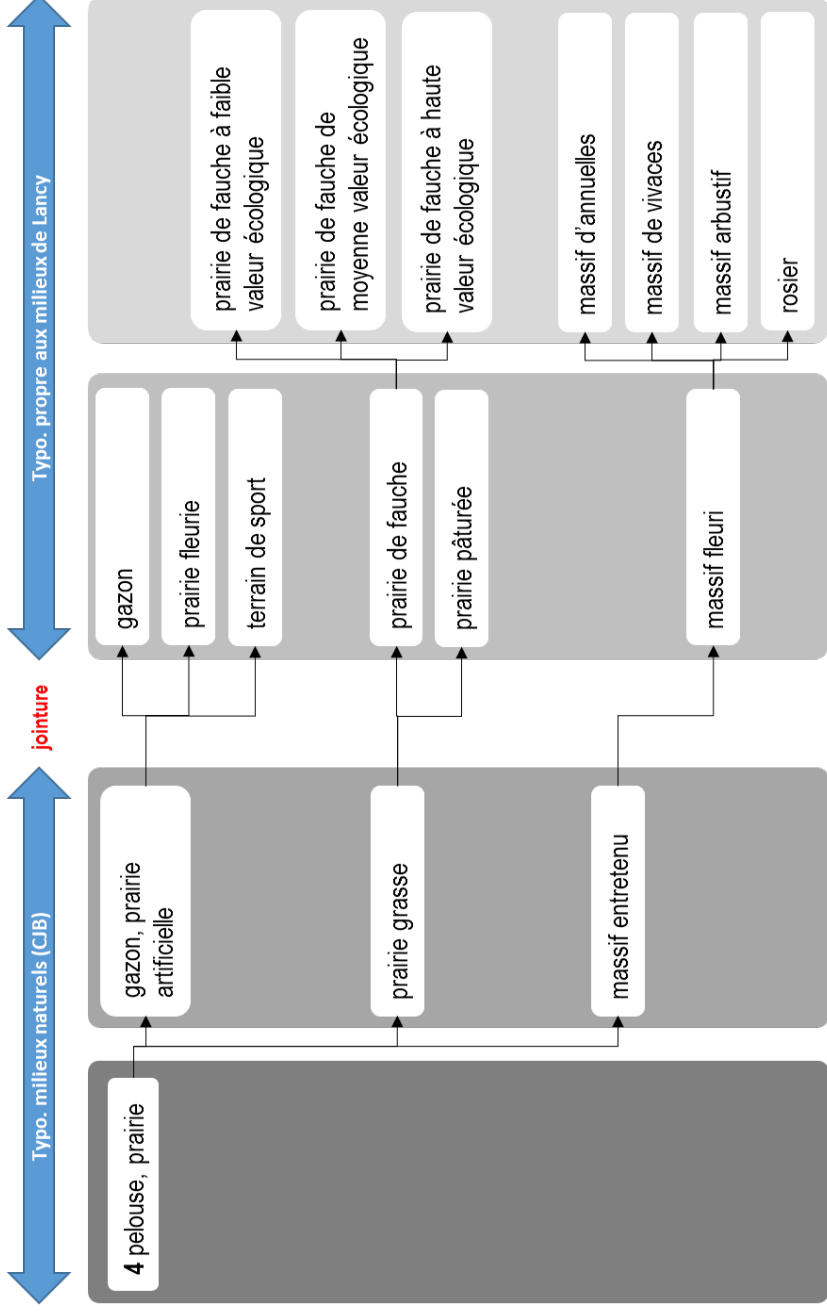 Typo. milieux naturels (CJB)
jointure
Typo. propre aux milieux de Lancy
4 pelouse, prairie
gazon, prairie
artificielle
prairie grasse
massif entretenu
gazon
prairie fleurie
terrain de sport
prairie de fauche
prairie pâturée
massif fleuri
prairie de fauche à faible
valeur écologique
prairie de fauche de
moyenne valeur écologique
prairie de fauche à haute
valeur écologique
massif d'annuelles
massif de vivaces
massif arbustif
rosier